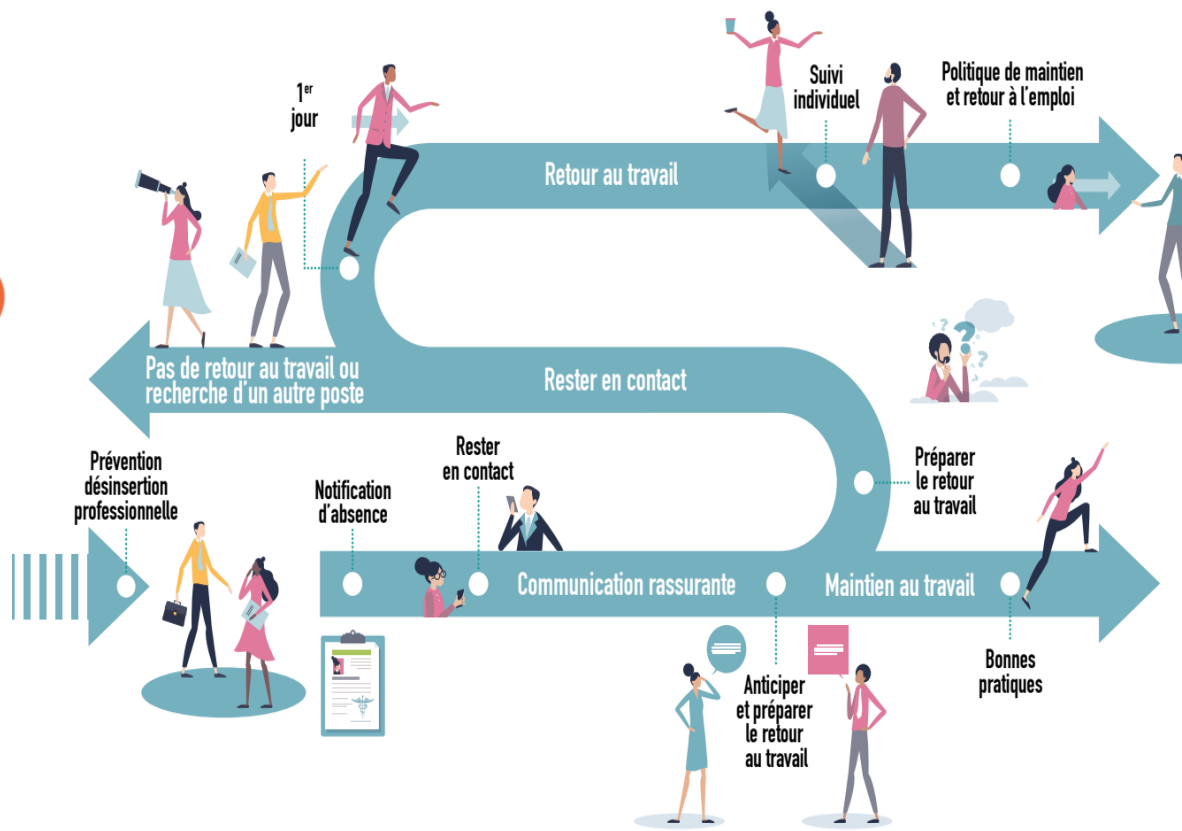 1er
jour
Suivi
individuel
Politique de maintien
et retour à l'emploi
Retour au travail
Pas de retour au travail ou
recherche d'un autre poste
Rester en contact
Prévention
désinsertion
professionnelle
Notification
d'absence
Rester
en contact
Préparer
le retour
au travail
Communication rassurante
Maintien au travail
Anticiper
et préparer
le retour
au travail
Bonnes
pratiques